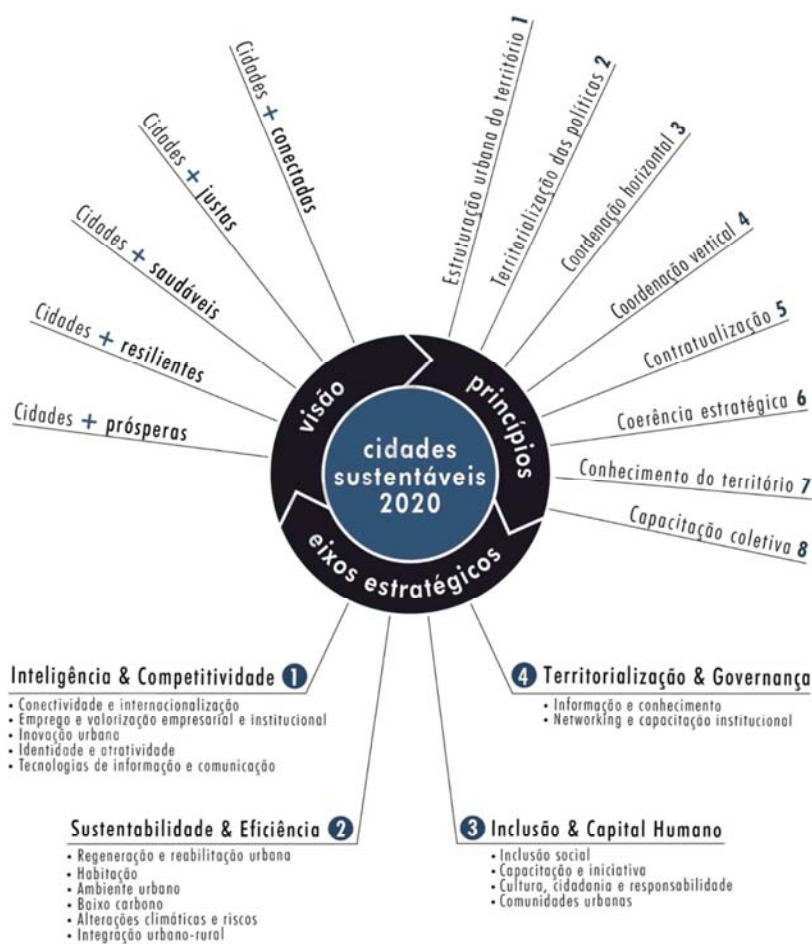 Cidades + conectadas
Cidades + justas
Cidades + saudáveis
Cidades + resilientes
Cidades + prósperas
Estruturação urbana do território 1
Territorialização das políticas 2
Coordenação horizontal 3
Coordenação vertical 4
Contratualização 5
Coerência estratégica 6
Conhecimento do território 7
Capacitação coletiva 8
visão
princípios
eixos estratégicos
cidades
sustentáveis
2020
Inteligência & Competitividade 1
• Conectividade e internacionalização
• Emprego e valorização empresarial e institucional
• Inovação urbana
• Identidade e atratividade
• Tecnologias de informação e comunicação
Sustentabilidade & Eficiência 2
• Regeneração e reabilitação urbana
• Habitação
• Ambiente urbano
• Baixo carbono
• Alterações climáticas e riscos
• Integração urbano-rural
3 Inclusão & Capital Humano
• Inclusão social
• Capacitação e iniciativa
• Cultura, cidadania e responsabilidade
• Comunidades urbanas
4 Territorialização & Governança
• Informação e conhecimento
• Networking e capacitação institucional